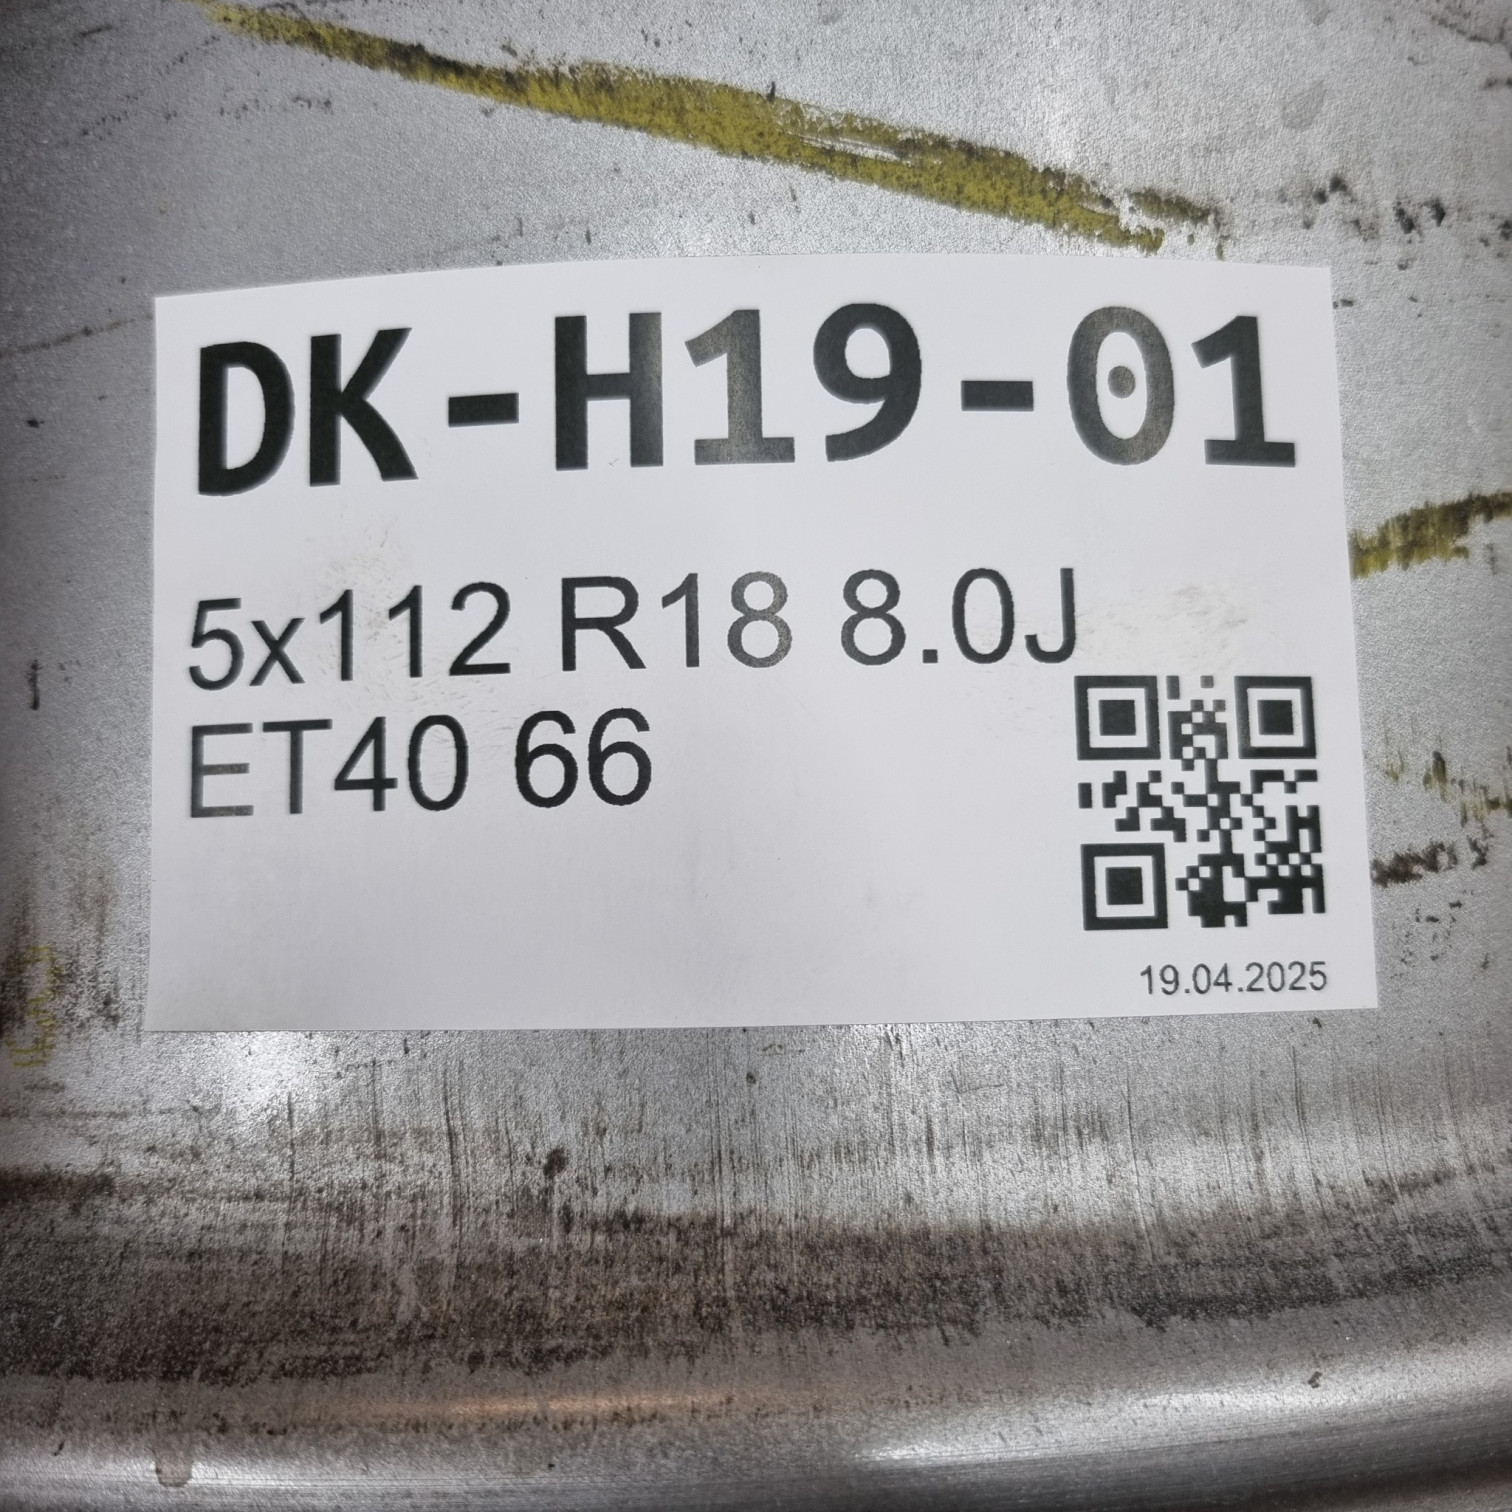 DK-H19-01
5x112 R18 8.0J
ET40 66
19.04.2025